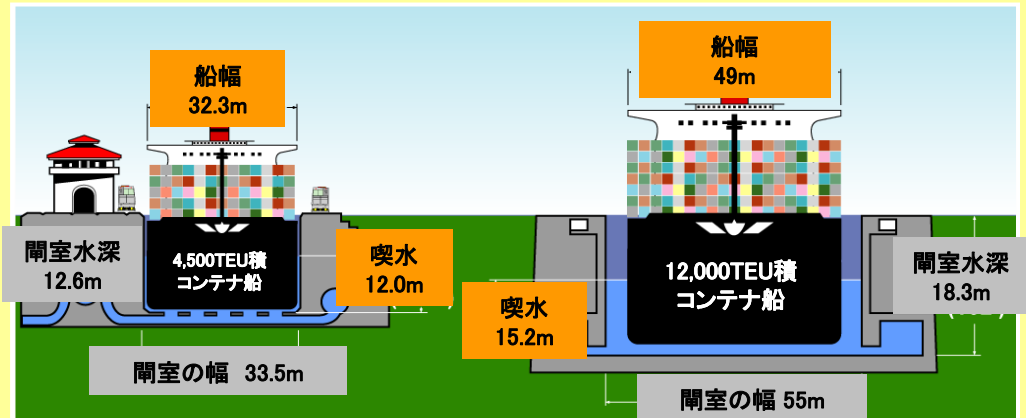 船幅
32.3m
4,500TEU積
コンテナ船
閘室水深
12.6m
喫水
12.0m
閘室の幅 33.5m
船幅
49m
12,000TEU積
コンテナ船
喫水
15.2m
閘室水深
18.3m
閘室の幅 55m